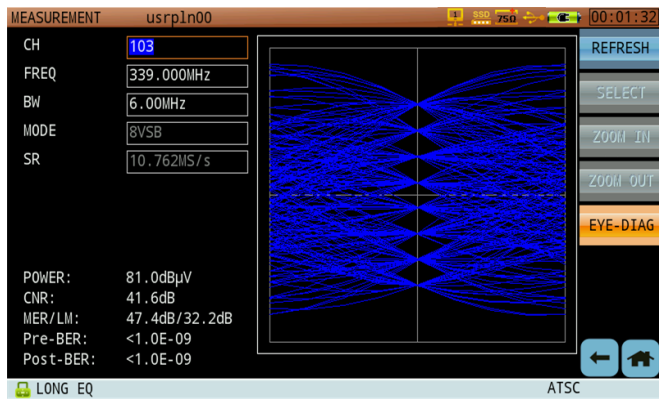 MEASUREMENT usrpln00 1 SSD 75Ω 00:01:32
CH 103 REFRESH
FREQ 339.000MHz
BW 6.00MHz SELECT
MODE 8VSB ZOOM IN
SR 10.762MS/s
ZOOM OUT
EYE-DIAG
POWER: 81.0dBµV
CNR: 41.6dB
MER/LM: 47.4dB/32.2dB
Pre-BER: <1.0E-09
Post-BER: <1.0E-09
LONG EQ ATSC